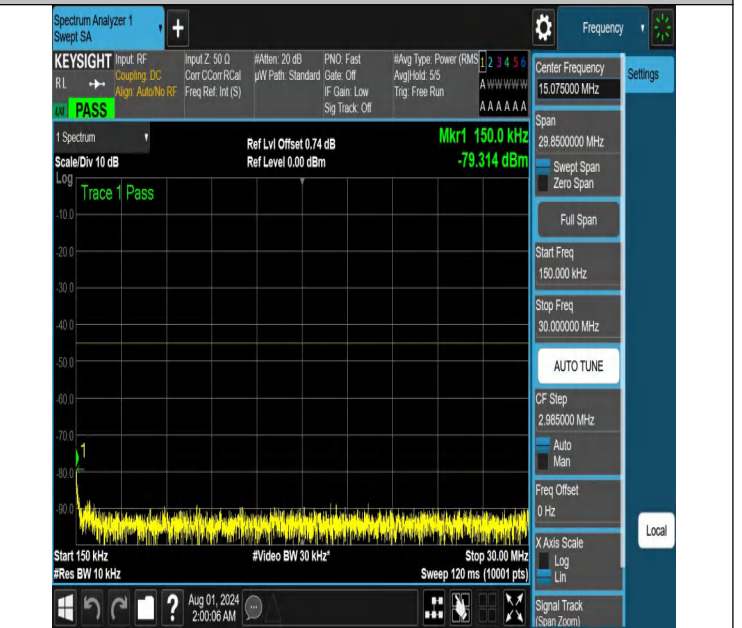 Spectrum Analyzer 1
Swept SA
+
Frequency
KEYSIGHT
RL
PASS
Input: RF
Coupling: DC
Align: Auto/No RF
Input Z: 50 Ω
Corr CCorr RCal
Freq Ref: Int (S)
#Atten: 20 dB
µW Path: Standard
PNO: Fast
Gate: Off
IF Gain: Low
Sig Track: Off
#Avg Type: Power (RMS
Avg|Hold: 5/5
Trig: Free Run
1 2 3 4 5 6
A W W W W W
A A A A A A
1 Spectrum
Scale/Div 10 dB
Ref Lvl Offset 0.74 dB
Ref Level 0.00 dBm
Mkr1 150.0 kHz
-79.314 dBm
Log
Trace 1 Pass
-10.0
-20.0
-30.0
-40.0
-50.0
-60.0
-70.0
1
-80.0
-90.0
Start 150 kHz
#Res BW 10 kHz
#Video BW 30 kHz*
Stop 30.00 MHz
Sweep 120 ms (10001 pts)
Center Frequency
15.075000 MHz
Settings
Span
29.8500000 MHz
Swept Span
Zero Span
Full Span
Start Freq
150.000 kHz
Stop Freq
30.000000 MHz
AUTO TUNE
CF Step
2.985000 MHz
Auto
Man
Freq Offset
0 Hz
X Axis Scale
Log
Lin
Local
Signal Track
(Span Zoom)
?
Aug 01, 2024
2:00:06 AM